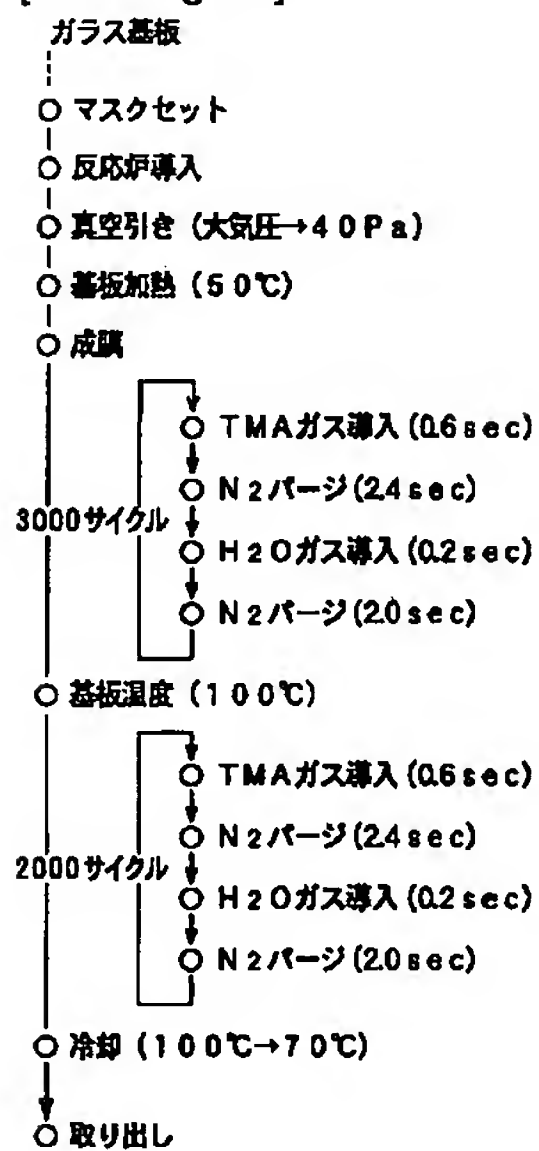 ガラス基板
マスクセット
反応炉導入
真空引き（大気圧→40Pa）
基板加熱（50℃）
成膜
TMAガス導入(0.6sec)
N2パージ(2.4sec)
3000サイクル
H2Oガス導入(0.2sec)
N2パージ(2.0sec)
基板温度（100℃）
TMAガス導入(0.6sec)
N2パージ(2.4sec)
2000サイクル
H2Oガス導入(0.2sec)
N2パージ(2.0sec)
冷却（100℃→70℃）
取り出し